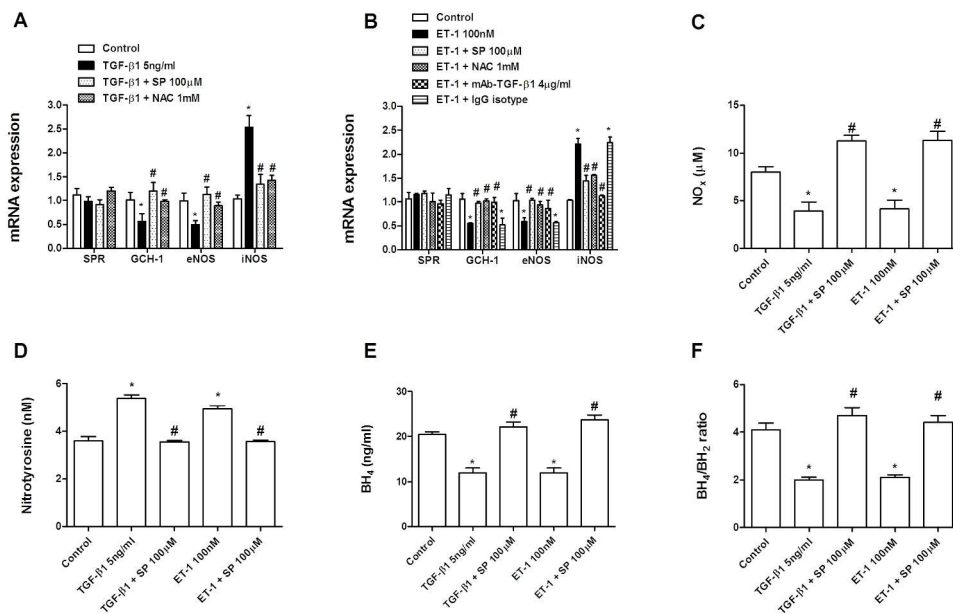 A
Control
TGF-β1 5ng/ml
TGF-β1 + SP 100μM
TGF-β1 + NAC 1mM
mRNA expression
3.0
2.5
2.0
1.5
1.0
0.5
0.0
* # # * # # * # #
SPR GCH-1 eNOS iNOS
B
Control
ET-1 100nM
ET-1 + SP 100μM
ET-1 + NAC 1mM
ET-1 + mAb-TGF-β1 4μg/ml
ET-1 + IgG isotype
mRNA expression
3.0
2.5
2.0
1.5
1.0
0.5
0.0
* # # # * * # # # * * # # # *
SPR GCH-1 eNOS iNOS
C
NOx (μM)
15
10
5
0
* # * #
Control
TGF-β1 5ng/ml
TGF-β1 + SP 100μM
ET-1 100nM
ET-1 + SP 100μM
D
Nitrotyrosine (nM)
6
4
2
0
* # * #
Control
TGF-β1 5ng/ml
TGF-β1 + SP 100μM
ET-1 100nM
ET-1 + SP 100μM
E
BH4 (ng/ml)
30
20
10
0
* # * #
Control
TGF-β1 5ng/ml
TGF-β1 + SP 100μM
ET-1 100nM
ET-1 + SP 100μM
F
BH4/BH2 ratio
6
4
2
0
* # * #
Control
TGF-β1 5ng/ml
TGF-β1 + SP 100μM
ET-1 100nM
ET-1 + SP 100μM